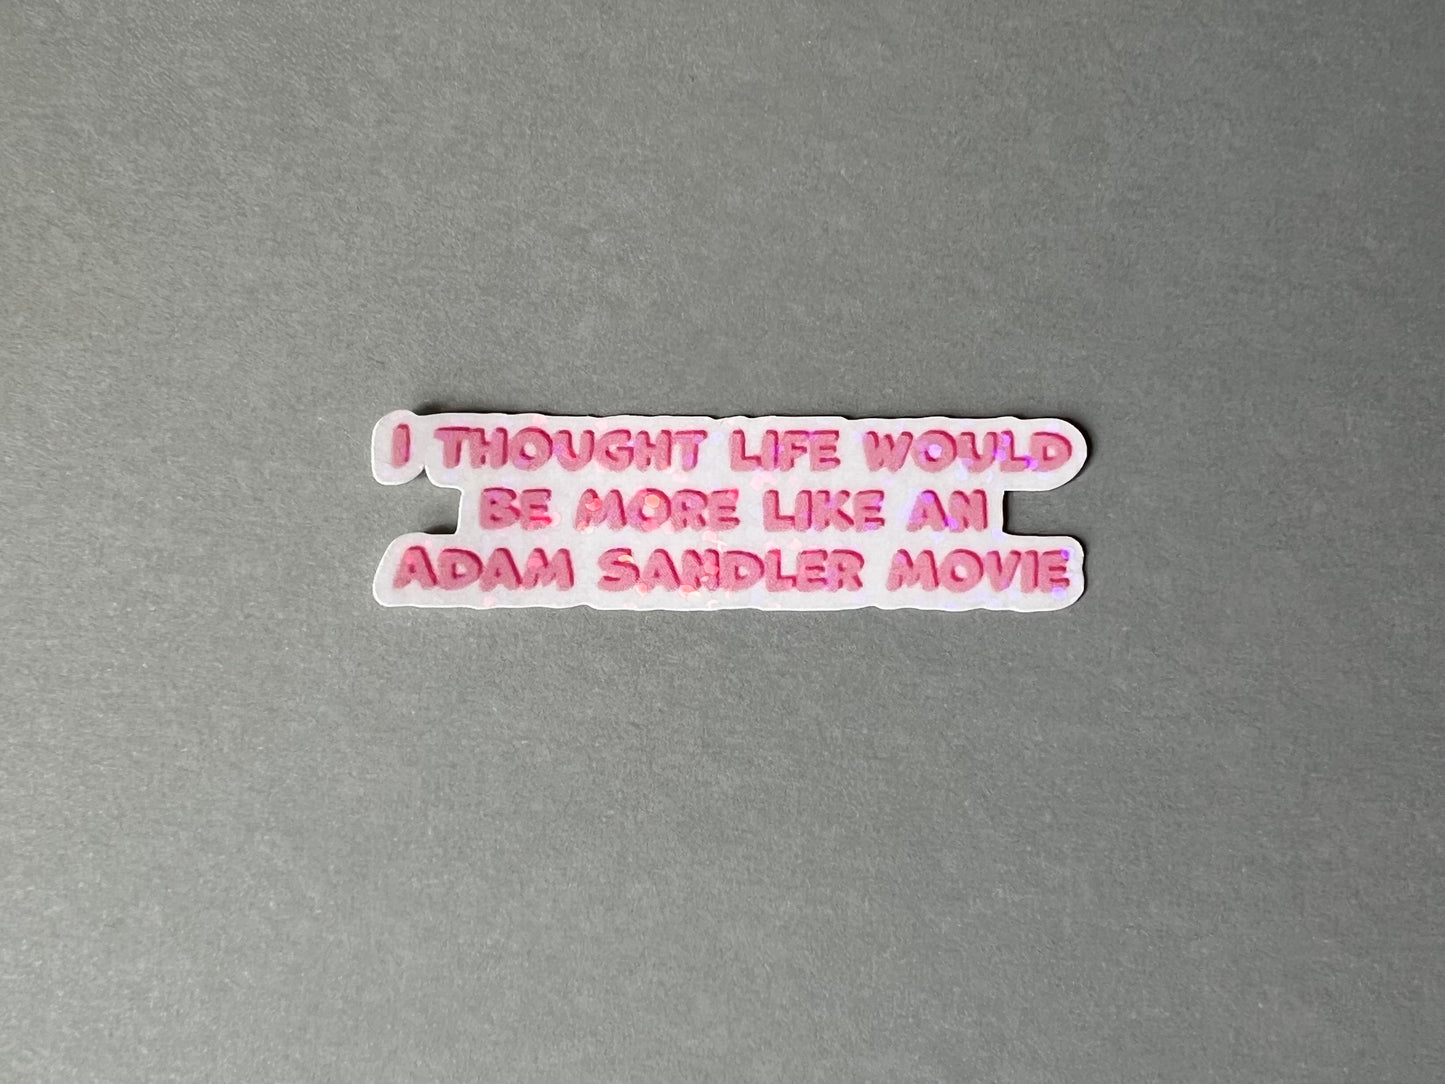 I THOUGHT LIFE WOULD
BE MORE LIKE AN
ADAM SANDLER MOVIE